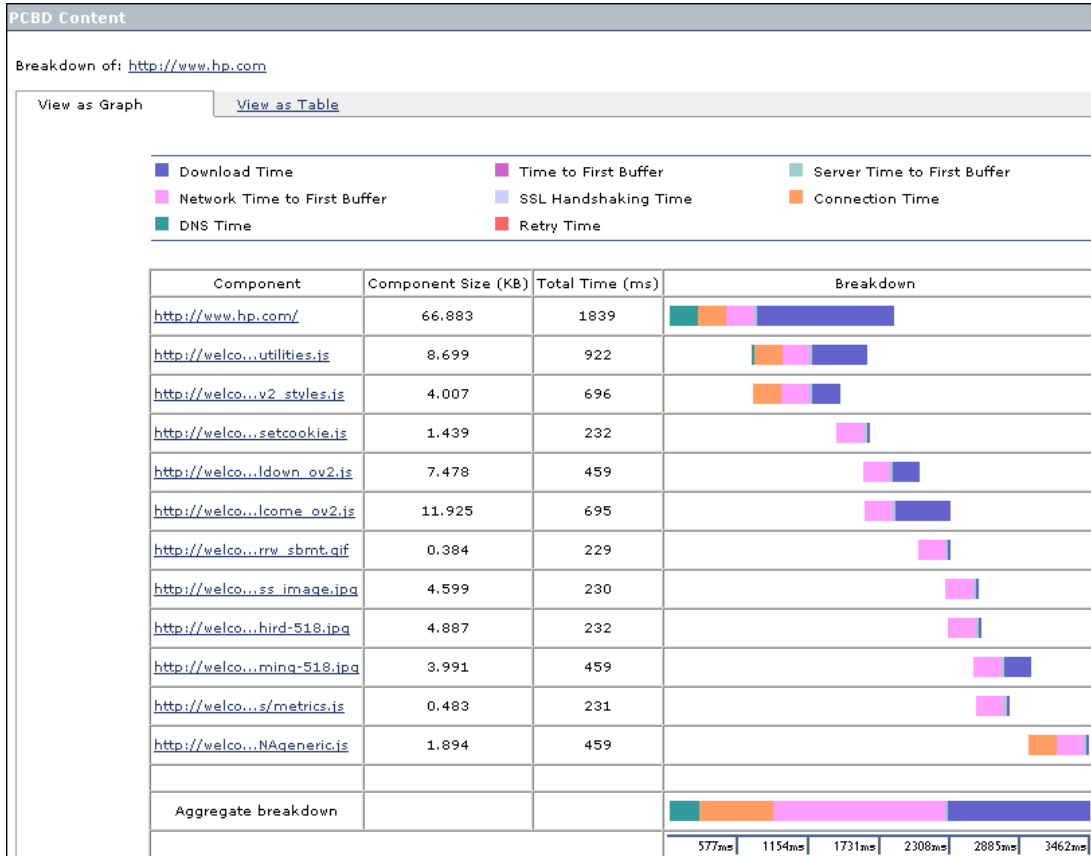 PCBD Content
Breakdown of: http://www.hp.com
View as Graph View as Table
Download Time Time to First Buffer Server Time to First Buffer
Network Time to First Buffer SSL Handshaking Time Connection Time
DNS Time Retry Time
Component Component Size (KB) Total Time (ms) Breakdown
http://www.hp.com/ 66.883 1839
http://welco...utilities.js 8.699 922
http://welco...v2_styles.js 4.007 696
http://welco...setcookie.js 1.439 232
http://welco...ldown_ov2.js 7.478 459
http://welco...lcome_ov2.js 11.925 695
http://welco...rrw_sbmt.gif 0.384 229
http://welco...ss_image.jpg 4.599 230
http://welco...hird-518.jpg 4.887 232
http://welco...ming-518.jpg 3.991 459
http://welco...s/metrics.js 0.483 231
http://welco...NAgeneric.js 1.894 459
Aggregate breakdown
577ms 1154ms 1731ms 2308ms 2885ms 3462ms